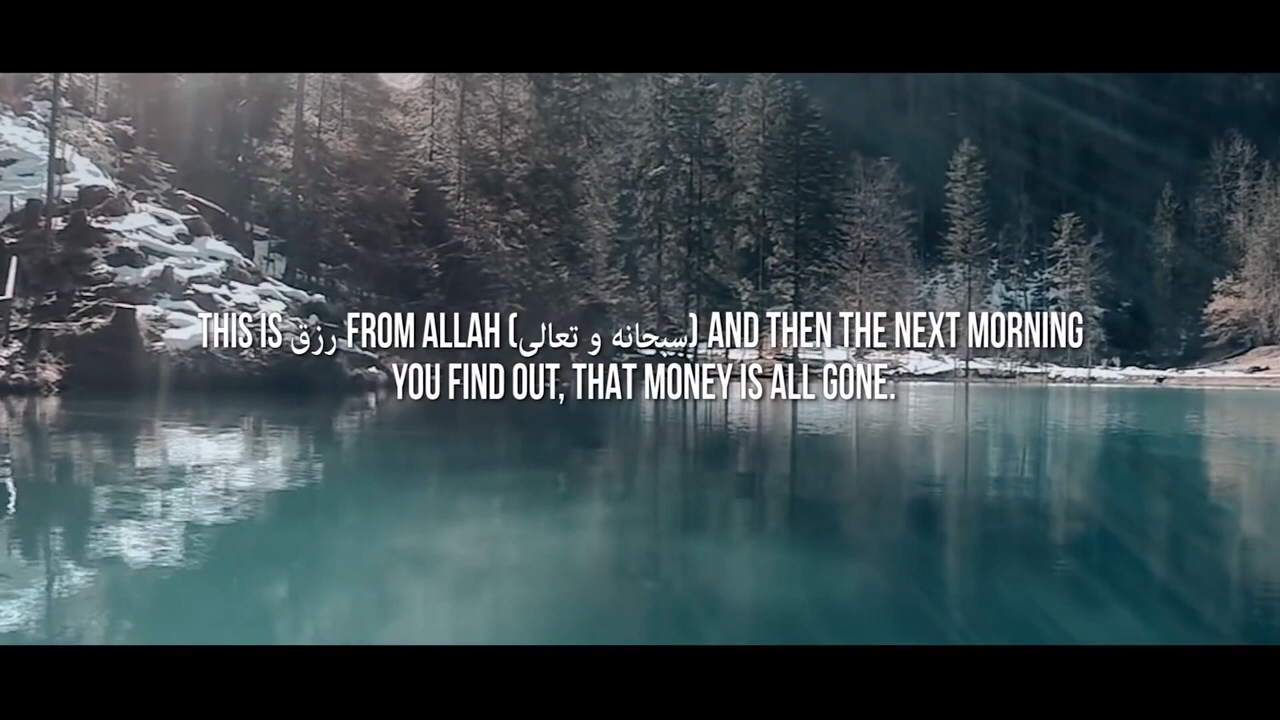 THIS IS رزق FROM ALLAH (سبحانه و تعالى) AND THEN THE NEXT MORNING
YOU FIND OUT, THAT MONEY IS ALL GONE.